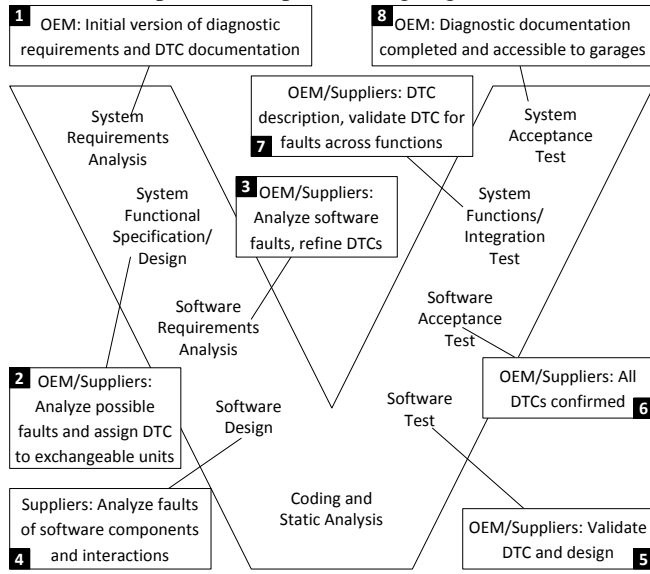 1
OEM: Initial version of diagnostic
requirements and DTC documentation
8
OEM: Diagnostic documentation
completed and accessible to garages
OEM/Suppliers: DTC
description, validate DTC for
faults across functions
7
System
Requirements
Analysis
System
Acceptance
Test
3
OEM/Suppliers:
Analyze software
faults, refine DTCs
System
Functional
Specification/
Design
System
Functions/
Integration
Test
Software
Requirements
Analysis
Software
Acceptance
Test
2
OEM/Suppliers:
Analyze possible
faults and assign DTC
to exchangeable units
OEM/Suppliers: All
DTCs confirmed
6
Software
Design
Software
Test
Suppliers: Analyze faults
of software components
and interactions
4
Coding and
Static Analysis
OEM/Suppliers: Validate
DTC and design
5